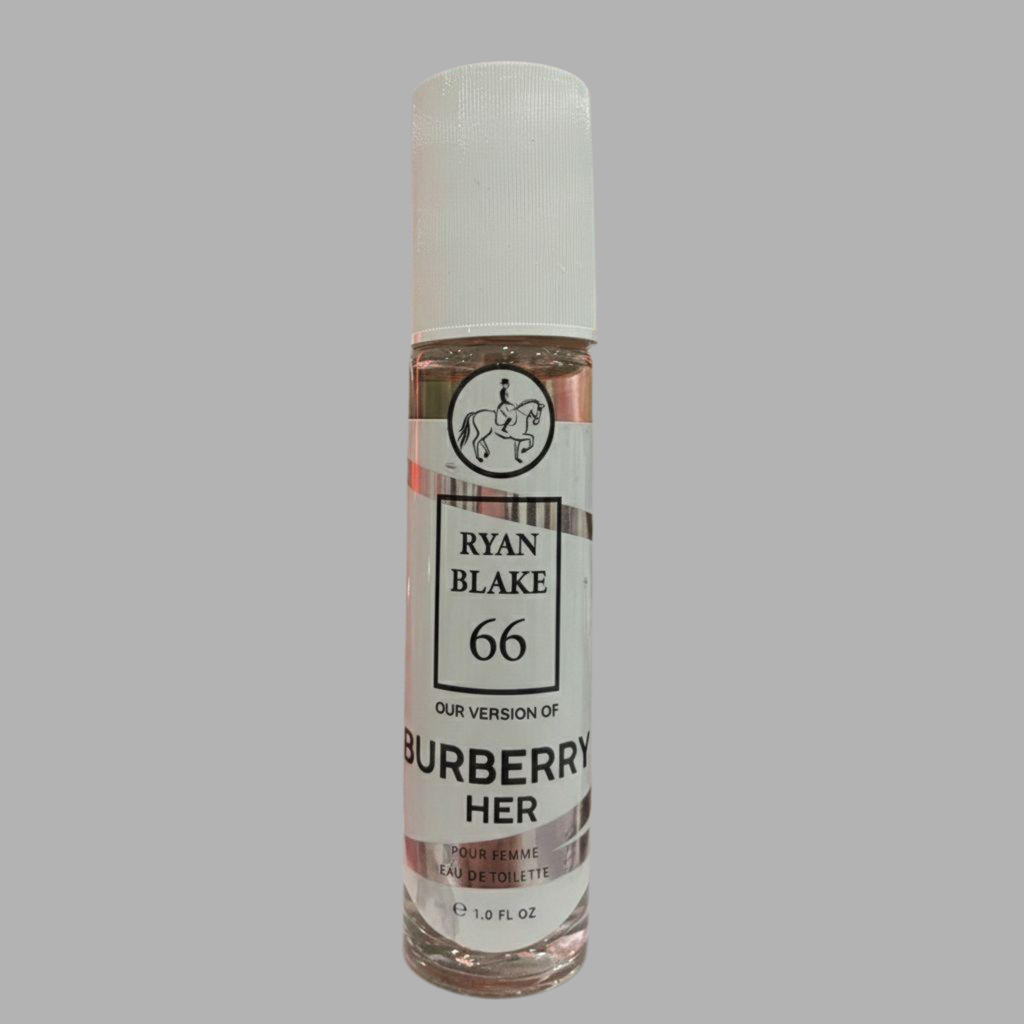 RYAN
BLAKE
66
OUR VERSION OF
BURBERRY
HER
POUR FEMME
EAU DE TOILETTE
℮ 1.0 FL OZ